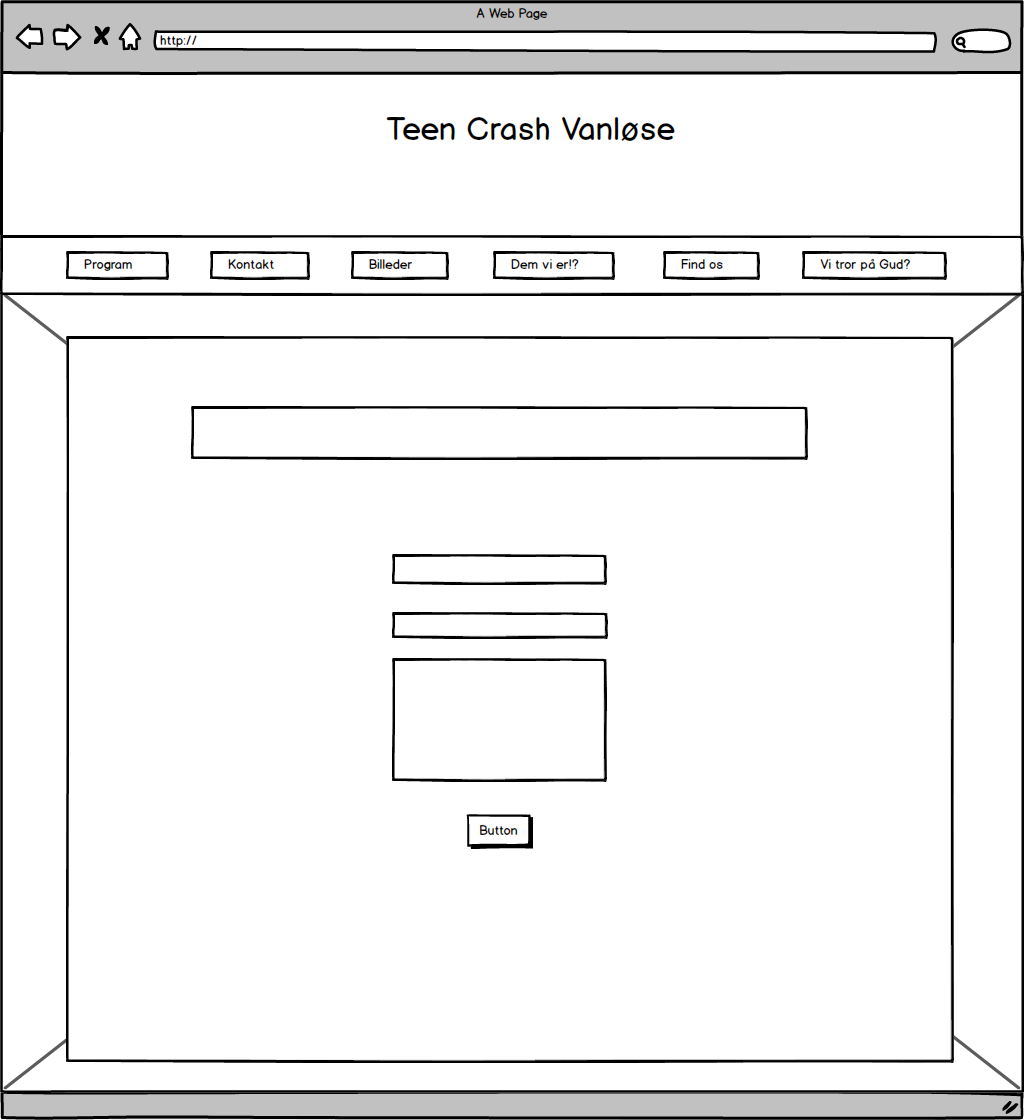 A Web Page
http://
Teen Crash Vanløse
Program Kontakt Billeder Dem vi er!? Find os Vi tror på Gud?
Button